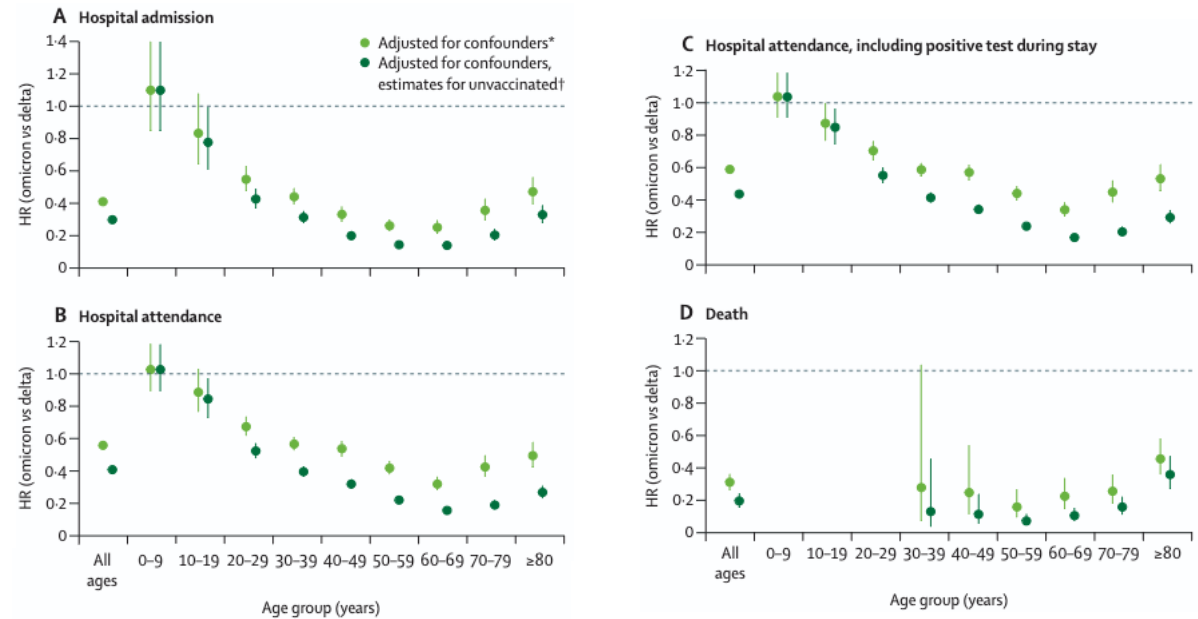 A Hospital admission
1·4
1·2
1·0
0·8
0·6
0·4
0·2
0
HR (omicron vs delta)
Adjusted for confounders*
Adjusted for confounders,
estimates for unvaccinated†
B Hospital attendance
1·2
1·0
0·8
0·6
0·4
0·2
0
HR (omicron vs delta)
All
ages
0–9
10–19
20–29
30–39
40–49
50–59
60–69
70–79
≥80
Age group (years)
C Hospital attendance, including positive test during stay
1·2
1·0
0·8
0·6
0·4
0·2
0
HR (omicron vs delta)
D Death
1·2
1·0
0·8
0·6
0·4
0·2
0
HR (omicron vs delta)
All
ages
0–9
10–19
20–29
30–39
40–49
50–59
60–69
70–79
≥80
Age group (years)